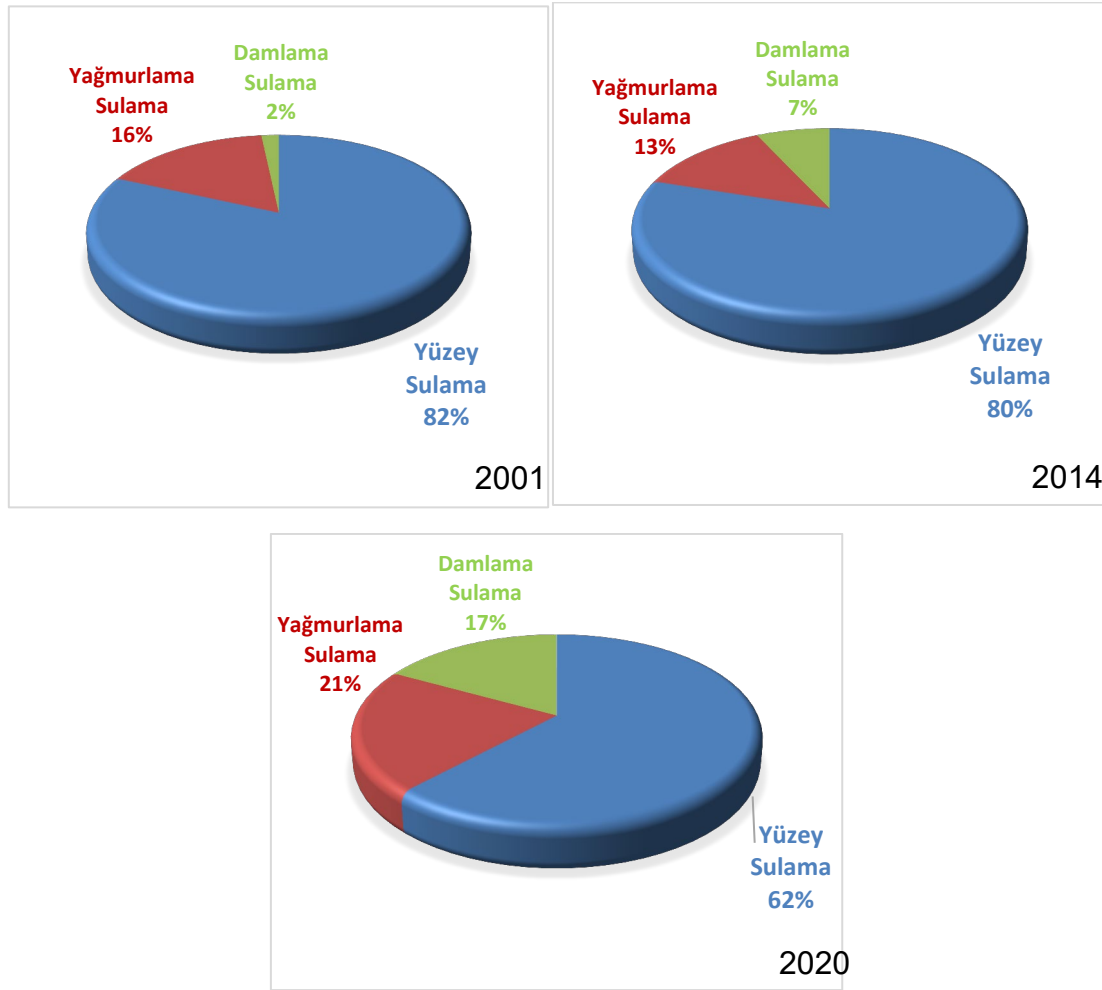 Damlama
Sulama
2%
Yağmurlama
Sulama
16%
Yüzey
Sulama
82%
2001
Damlama
Sulama
7%
Yağmurlama
Sulama
13%
Yüzey
Sulama
80%
2014
Damlama
Sulama
17%
Yağmurlama
Sulama
21%
Yüzey
Sulama
62%
2020